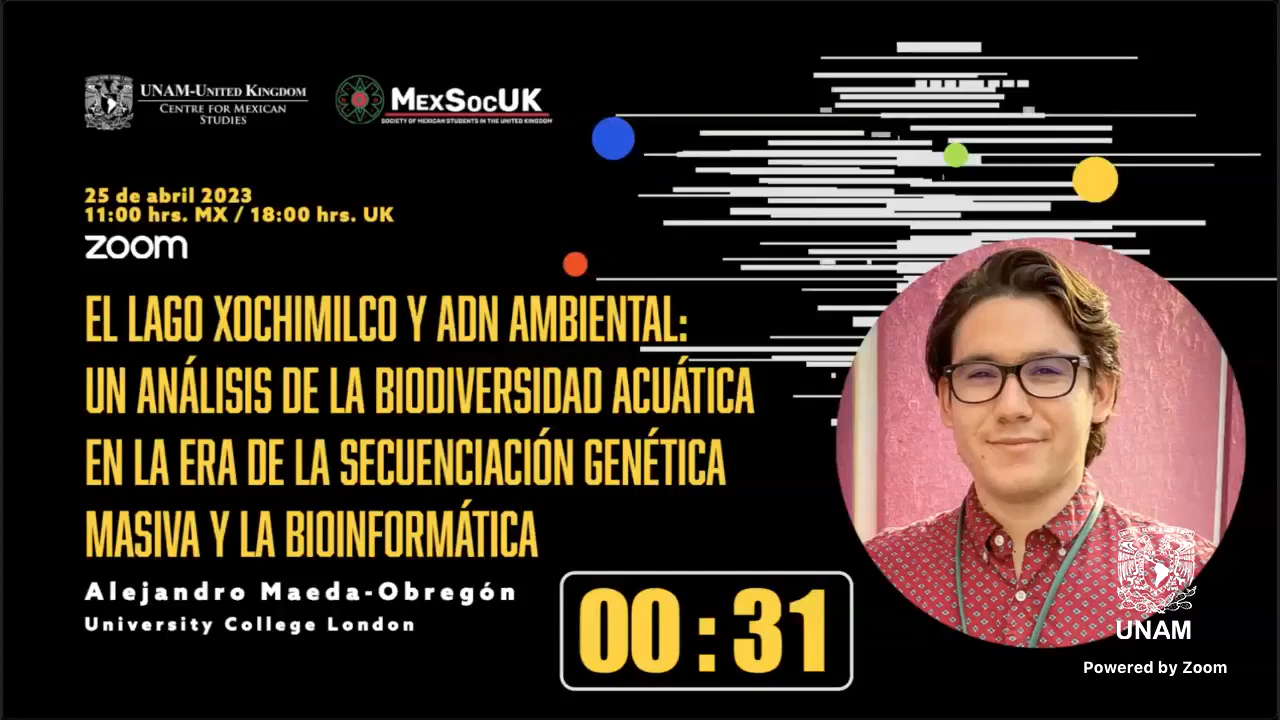 UNAM-United Kingdom
Centre for Mexican
Studies
MexSocUK
SOCIETY OF MEXICAN STUDENTS IN THE UNITED KINGDOM
25 de abril 2023
11:00 hrs. MX / 18:00 hrs. UK
zoom
EL LAGO XOCHIMILCO Y ADN AMBIENTAL:
UN ANÁLISIS DE LA BIODIVERSIDAD ACUÁTICA
EN LA ERA DE LA SECUENCIACIÓN GENÉTICA
MASIVA Y LA BIOINFORMÁTICA
Alejandro Maeda-Obregón
University College London
00:31
UNAM
Powered by Zoom